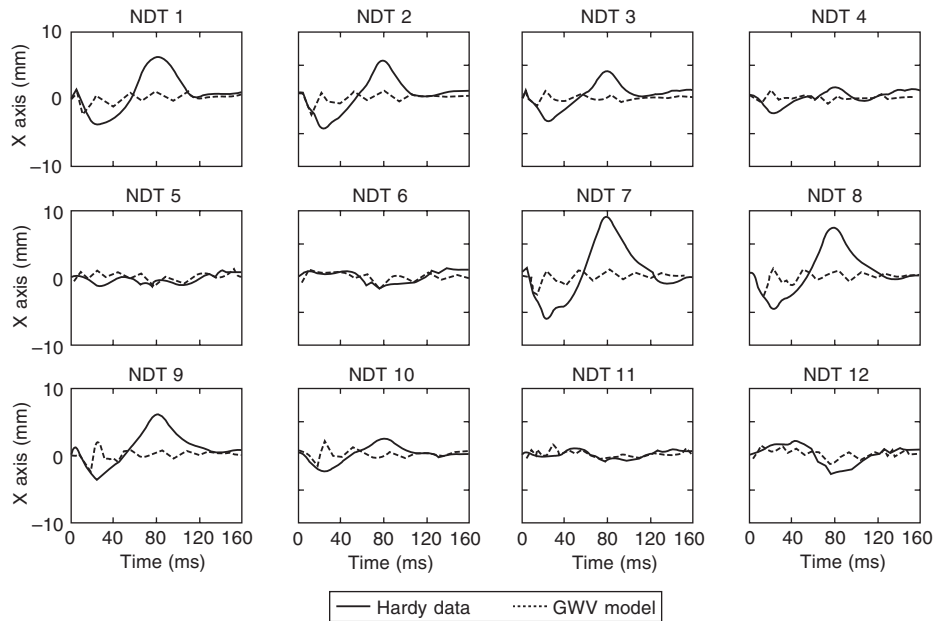 NDT 1 NDT 2 NDT 3 NDT 4
10
0
−10
X axis (mm)
NDT 5 NDT 6 NDT 7 NDT 8
10
0
−10
X axis (mm)
NDT 9 NDT 10 NDT 11 NDT 12
10
0
−10
X axis (mm)
0 40 80 120 160 0 40 80 120 160 0 40 80 120 160 0 40 80 120 160
Time (ms) Time (ms) Time (ms) Time (ms)
Hardy data GWV model